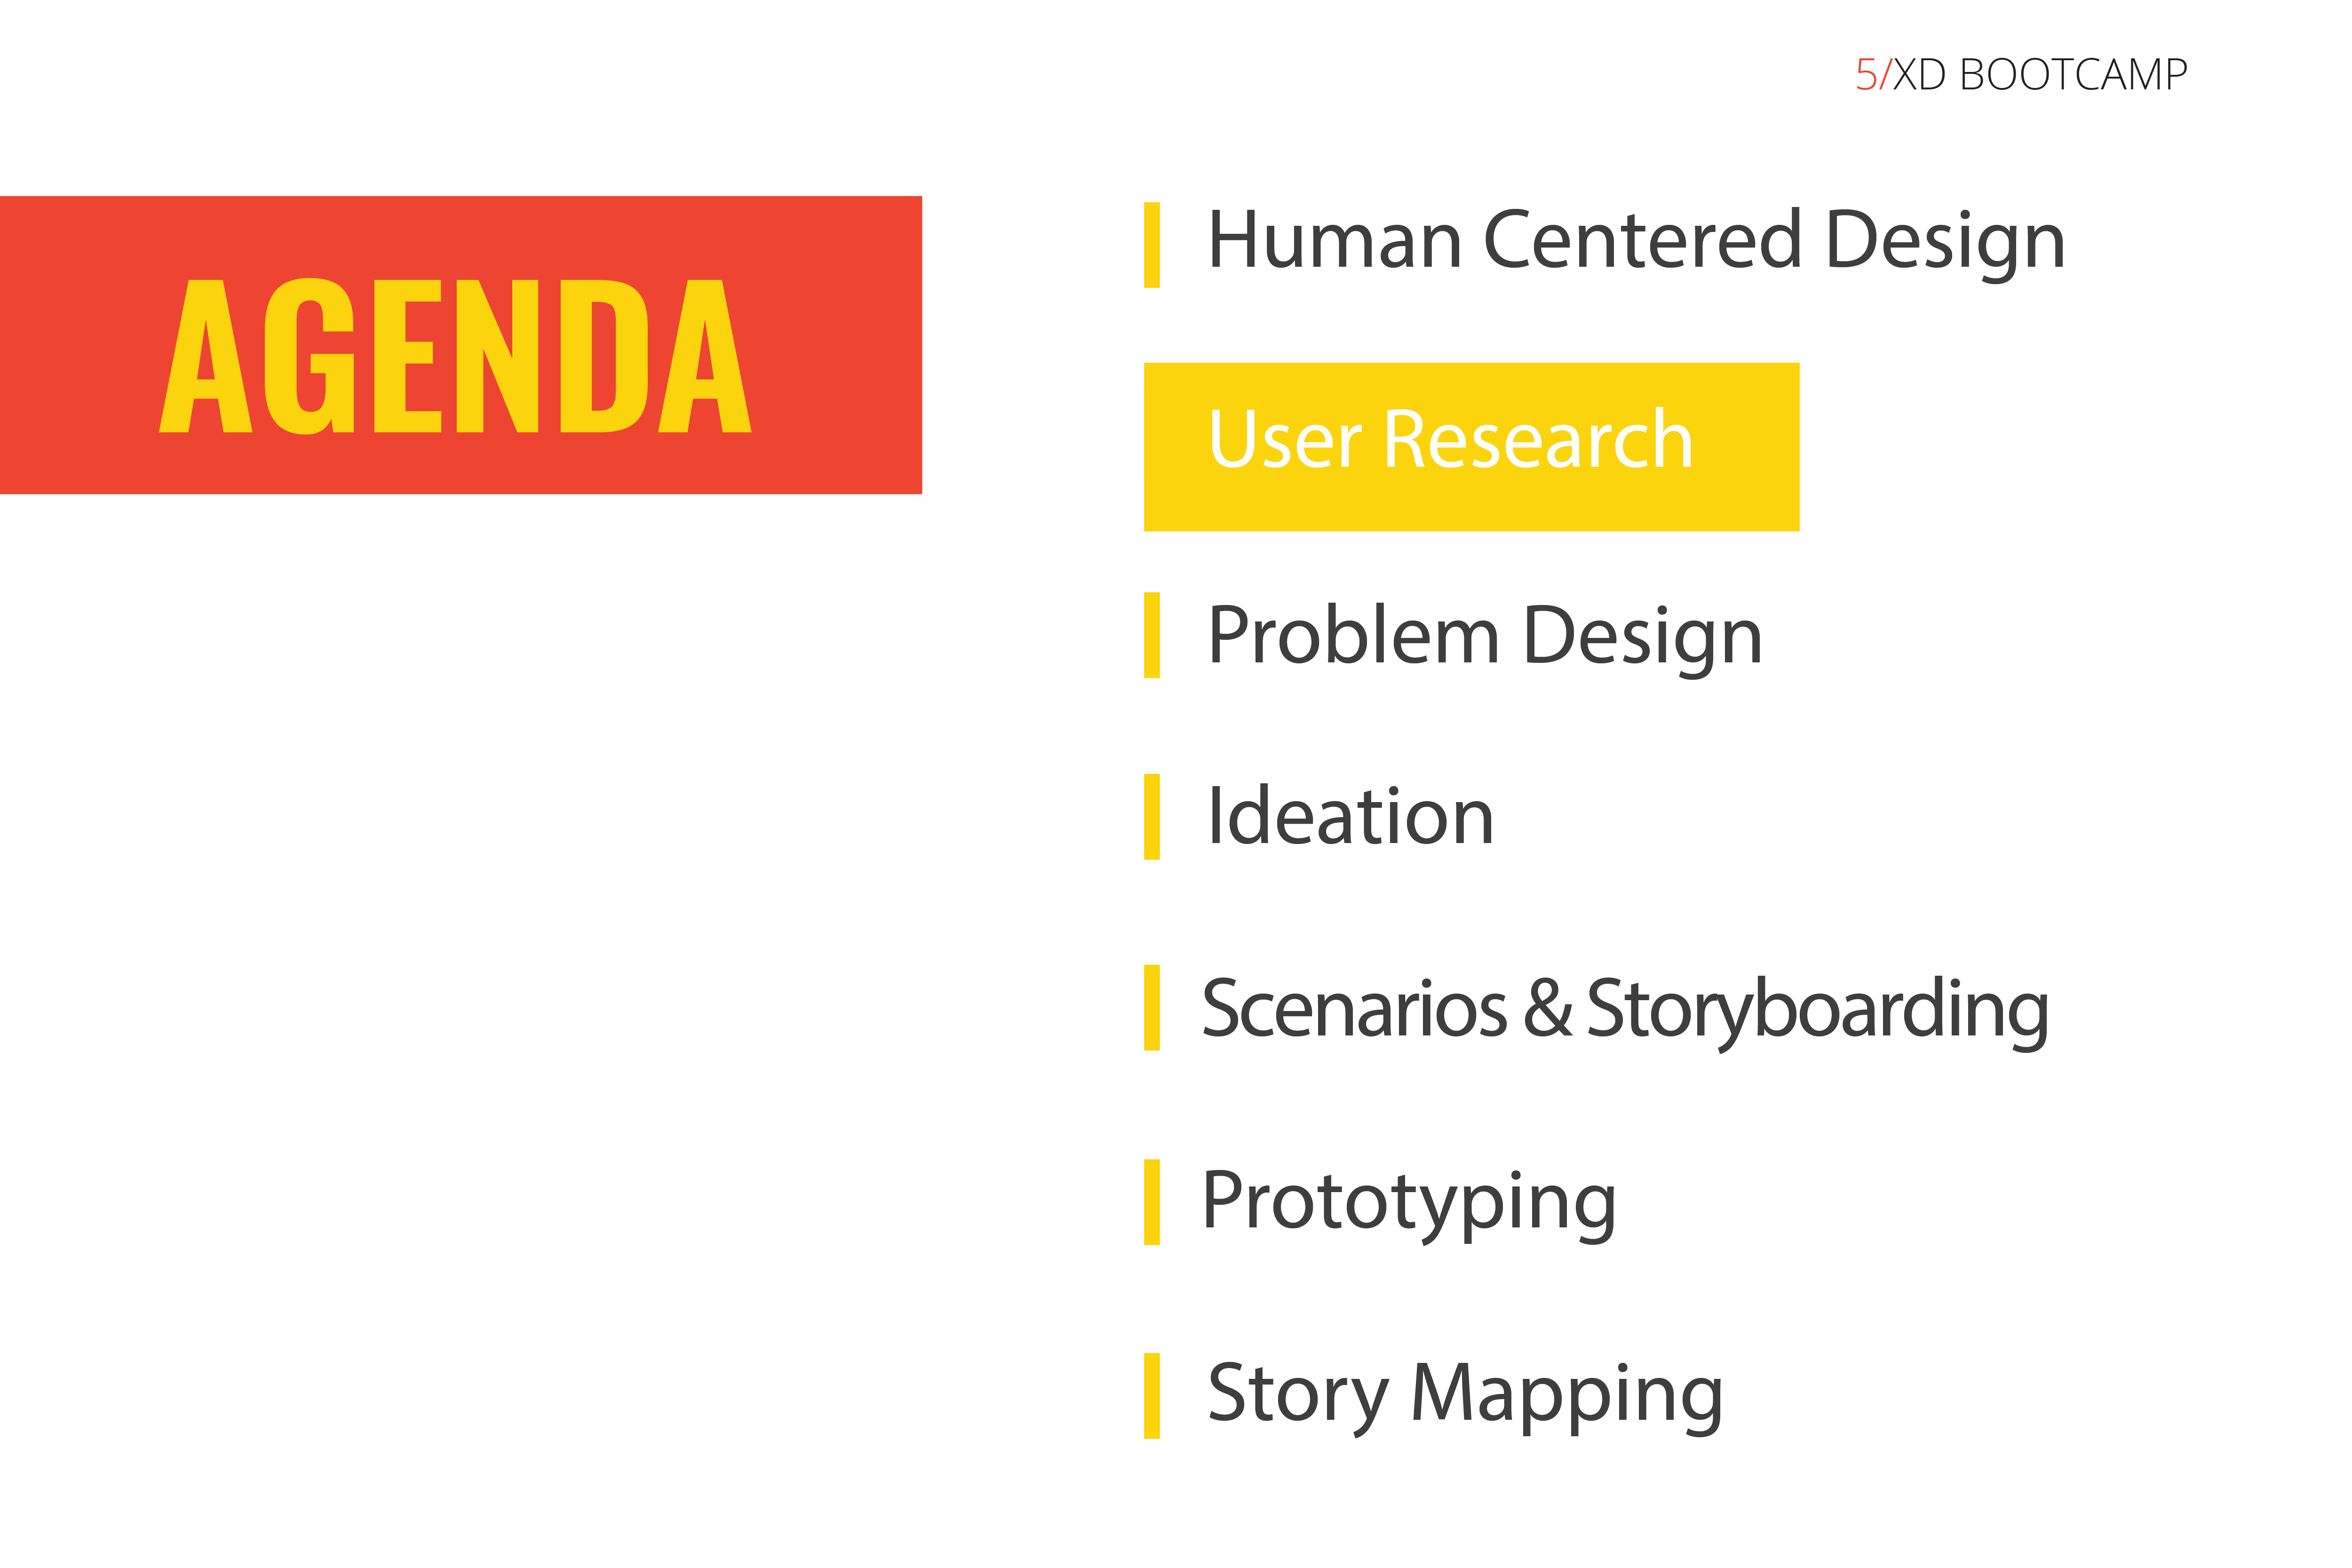 5/XD BOOTCAMP
AGENDA
Human Centered Design
User Research
Problem Design
Ideation
Scenarios & Storyboarding
Prototyping
Story Mapping